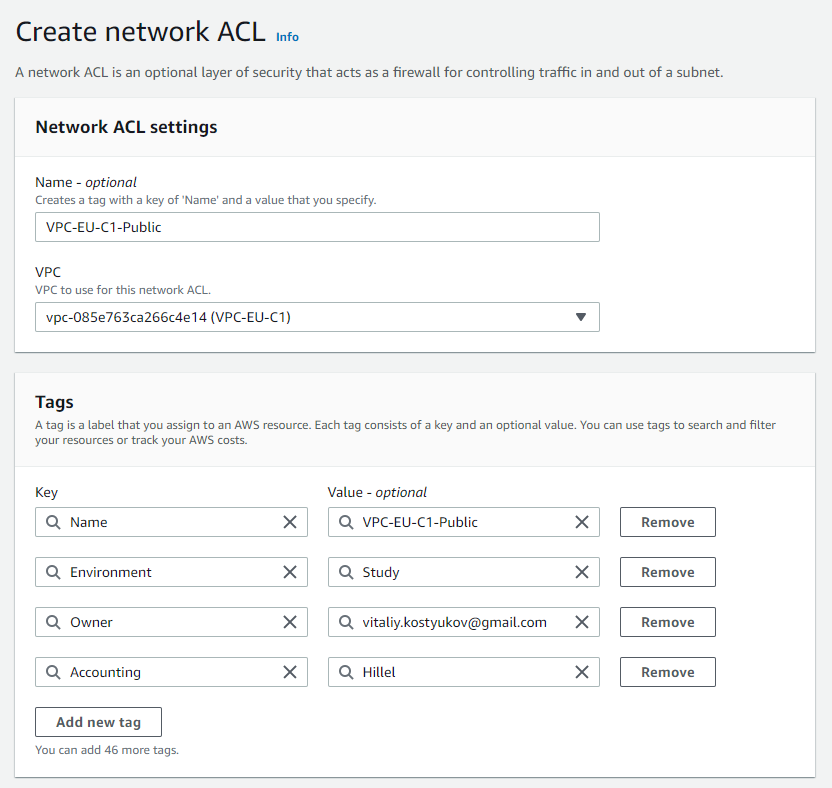 Create network ACL Info
A network ACL is an optional layer of security that acts as a firewall for controlling traffic in and out of a subnet.
Network ACL settings
Name - optional
Creates a tag with a key of 'Name' and a value that you specify.
VPC-EU-C1-Public
VPC
VPC to use for this network ACL.
vpc-085e763ca266c4e14 (VPC-EU-C1)
Tags
A tag is a label that you assign to an AWS resource. Each tag consists of a key and an optional value. You can use tags to search and filter
your resources or track your AWS costs.
Key Value - optional
Name VPC-EU-C1-Public Remove
Environment Study Remove
Owner vitaliy.kostyukov@gmail.com Remove
Accounting Hillel Remove
Add new tag
You can add 46 more tags.